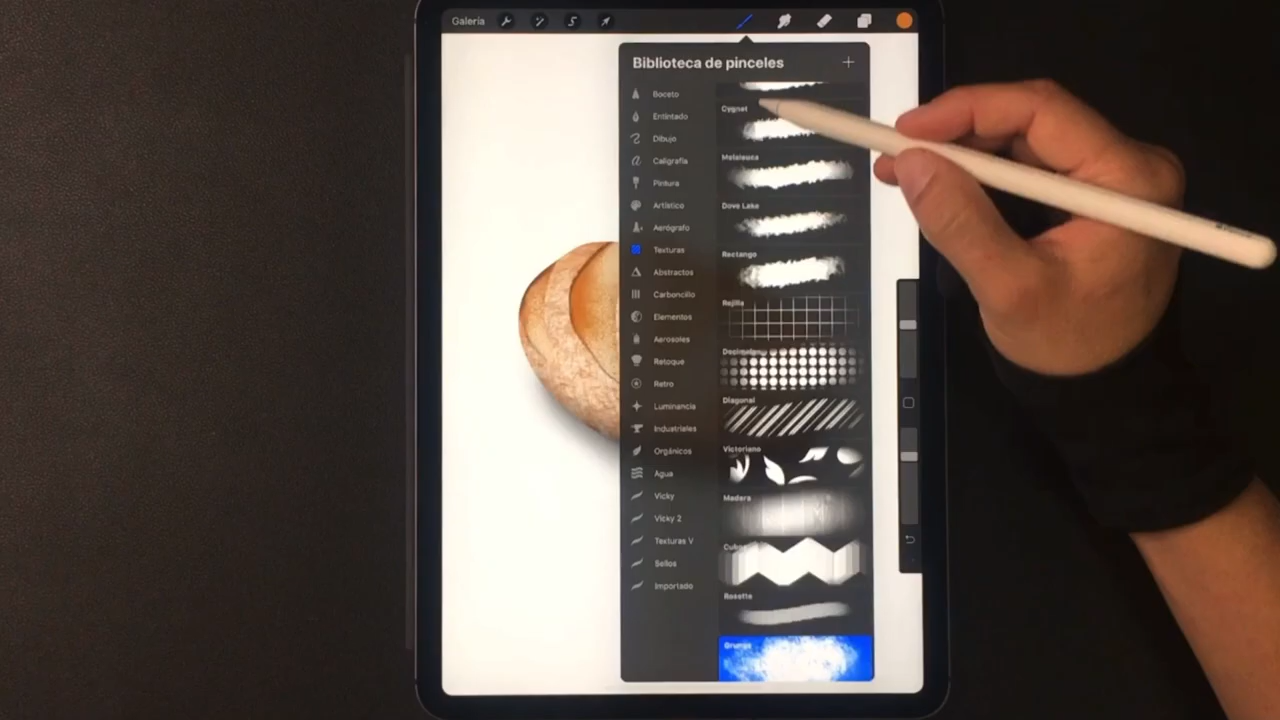 Galería
Biblioteca de pinceles
Boceto
Entintado
Dibujo
Caligrafía
Pintura
Artístico
Aerógrafo
Texturas
Abstractos
Carboncillo
Elementos
Aerosoles
Retoque
Retro
Luminancia
Industriales
Orgánicos
Agua
Vicky
Vicky 2
Texturas V
Sellos
Importado
Cygnet
Melaleuca
Dove Lake
Rectango
Rejilla
Decimales
Diagonal
Victoriano
Madera
Cubo
Rosette
Grunge